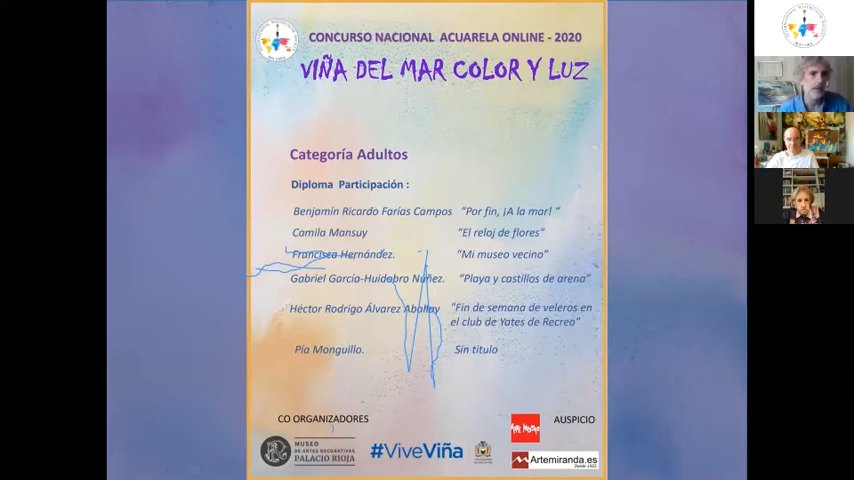 CONCURSO NACIONAL ACUARELA ONLINE - 2020
VIÑA DEL MAR COLOR Y LUZ
Categoría Adultos
Diploma Participación :
Benjamín Ricardo Farías Campos "Por fin, ¡A la mar! "
Camila Mansuy "El reloj de flores"
Francisca Hernández. "Mi museo vecino"
Gabriel García-Huidobro Núñez. "Playa y castillos de arena"
Héctor Rodrigo Álvarez Aballay "Fin de semana de veleros en
el club de Yates de Recreo"
Pía Monguillo. Sin titulo
CO ORGANIZADORES
AUSPICIO
MUSEO
DE ARTES DECORATIVAS
PALACIO RIOJA
#ViveViña
Artemiranda.es